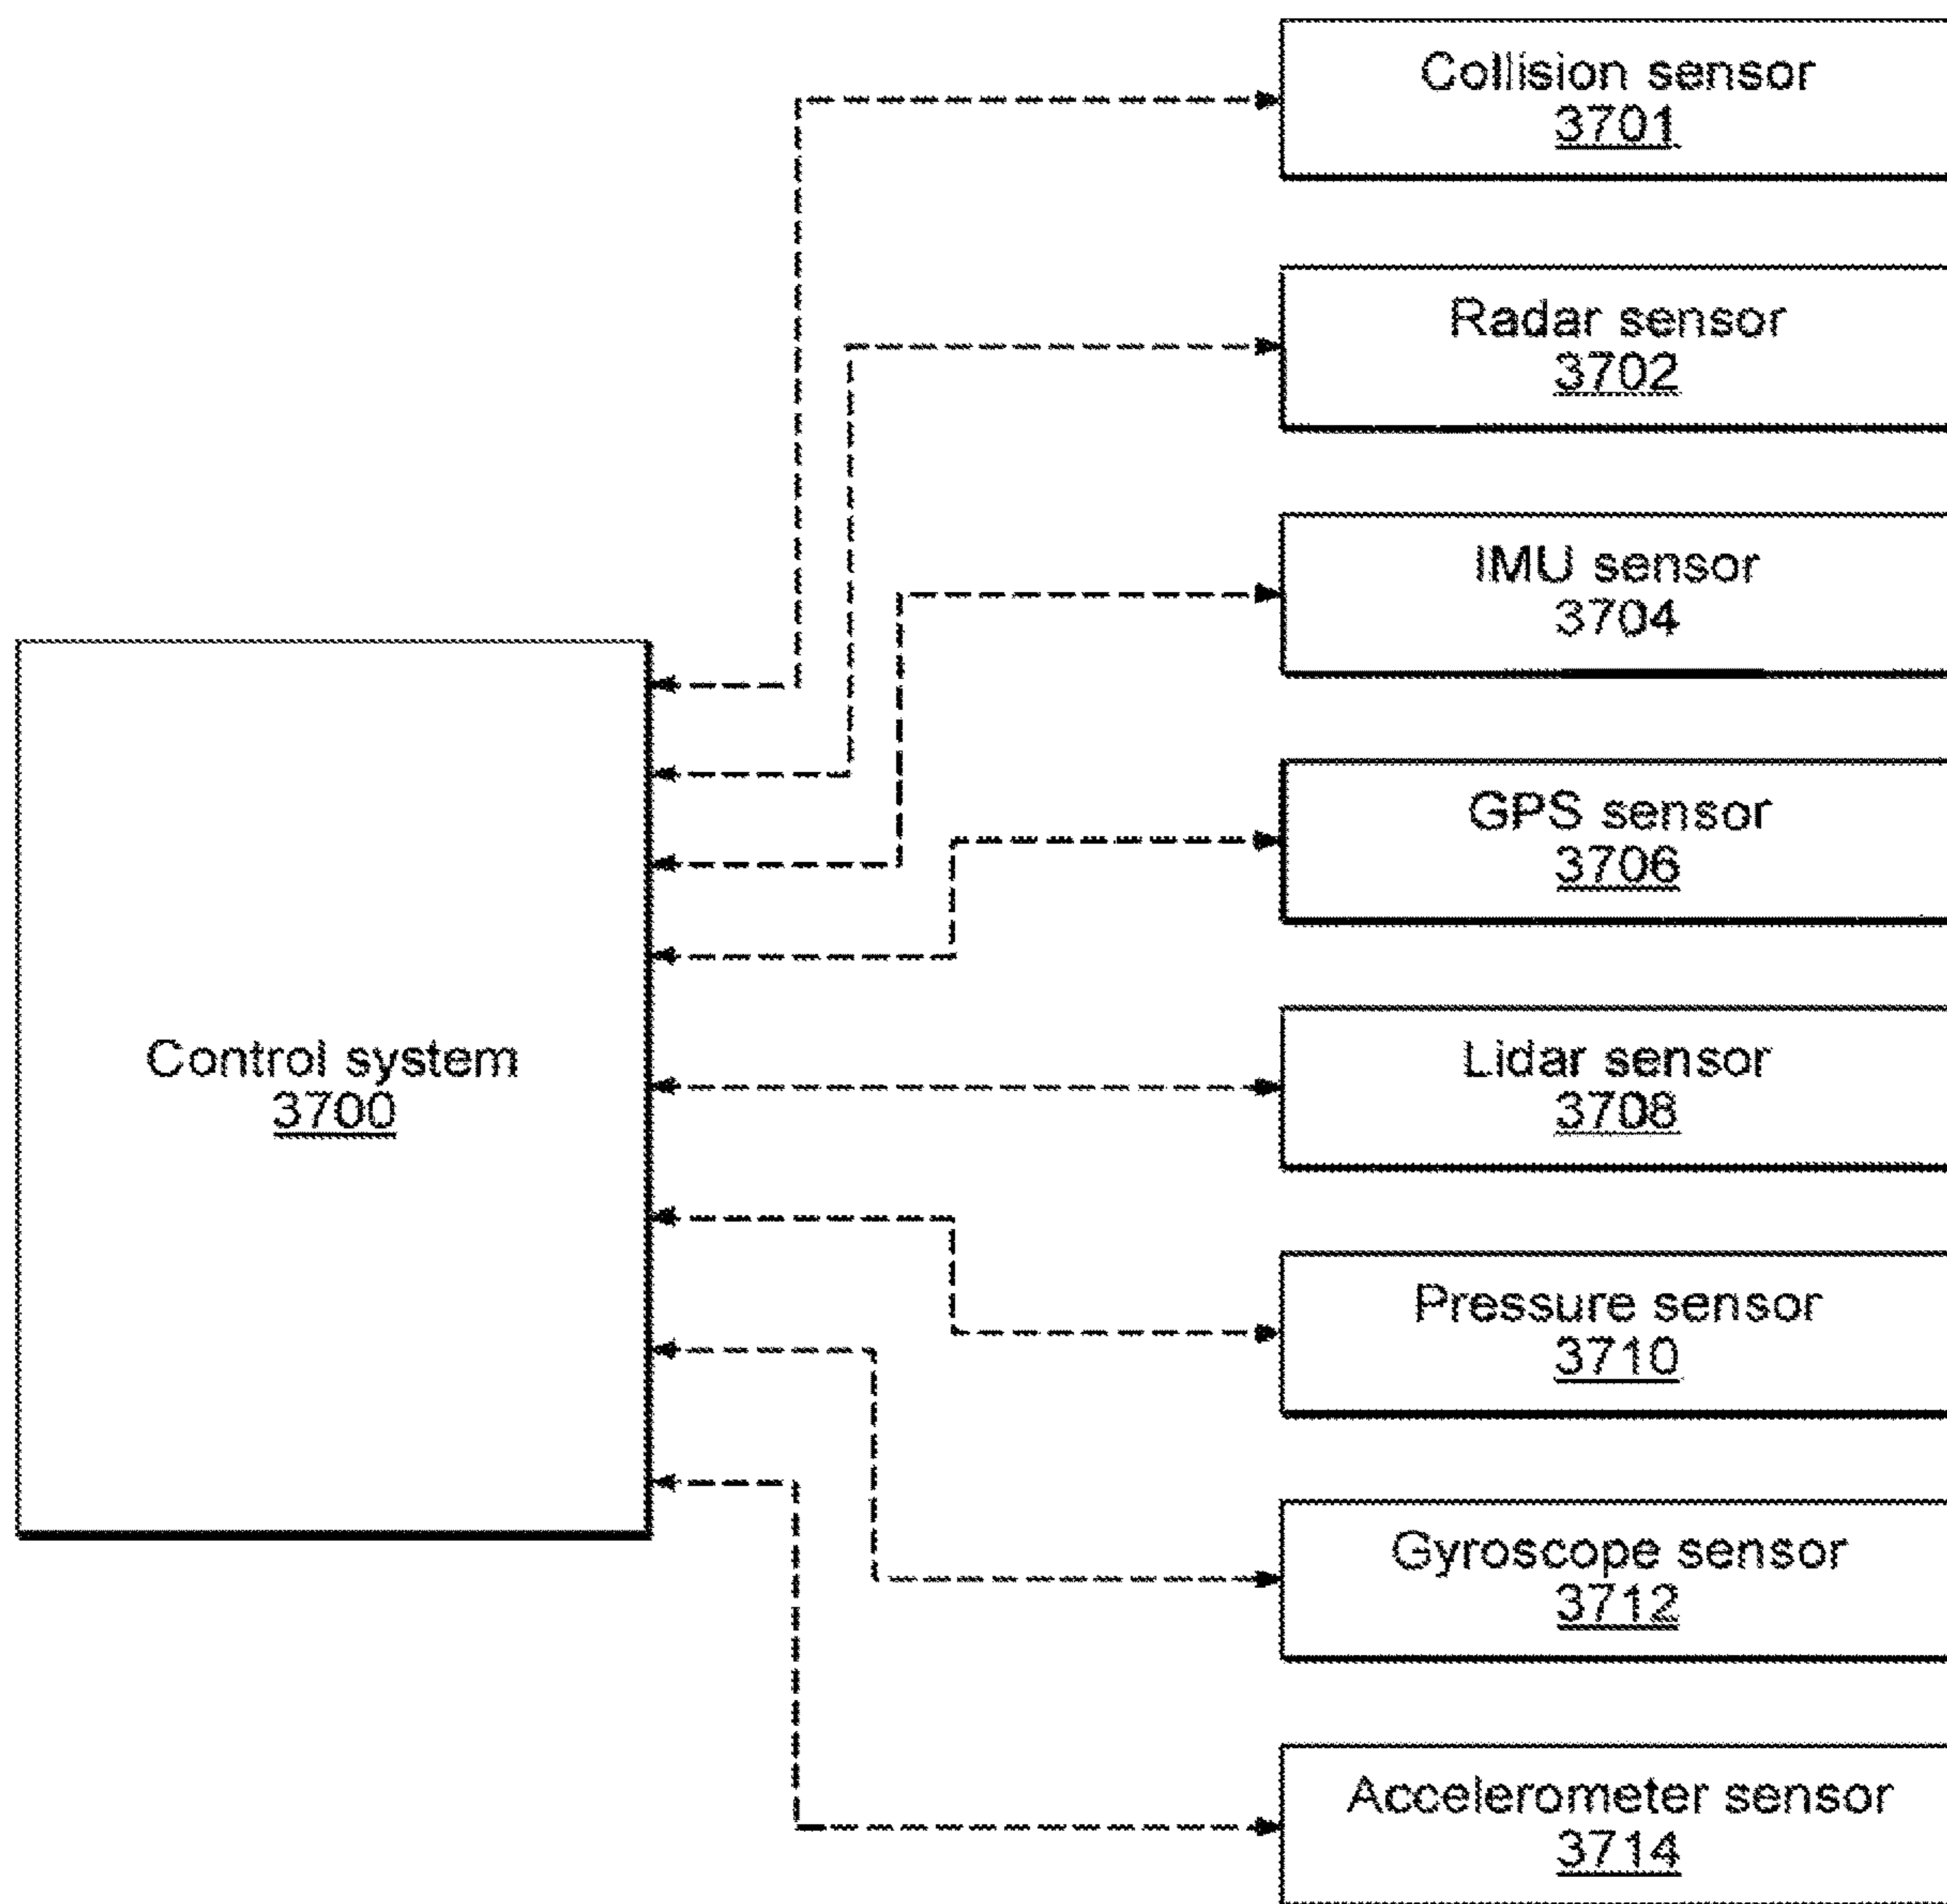 Collision sensor
3701
Radar sensor
3702
IMU sensor
3704
GPS sensor
3706
Control system
3700
Lidar sensor
3708
Pressure sensor
3710
Gyroscope sensor
3712
Accelerometer sensor
3714